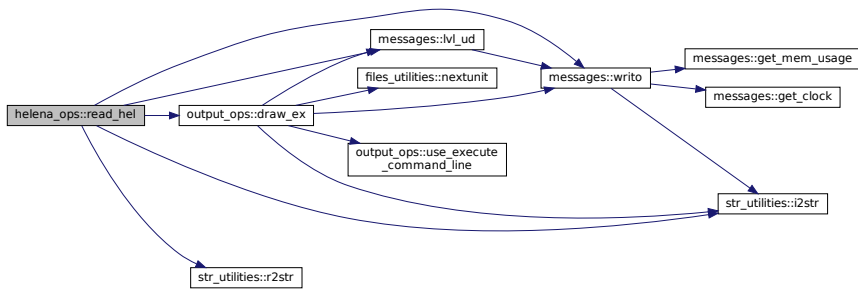 messages::lvl_ud
messages::get_mem_usage
files_utilities::nextunit
messages::writo
messages::get_clock
helena_ops::read_hel
output_ops::draw_ex
output_ops::use_execute
_command_line
str_utilities::i2str
str_utilities::r2str